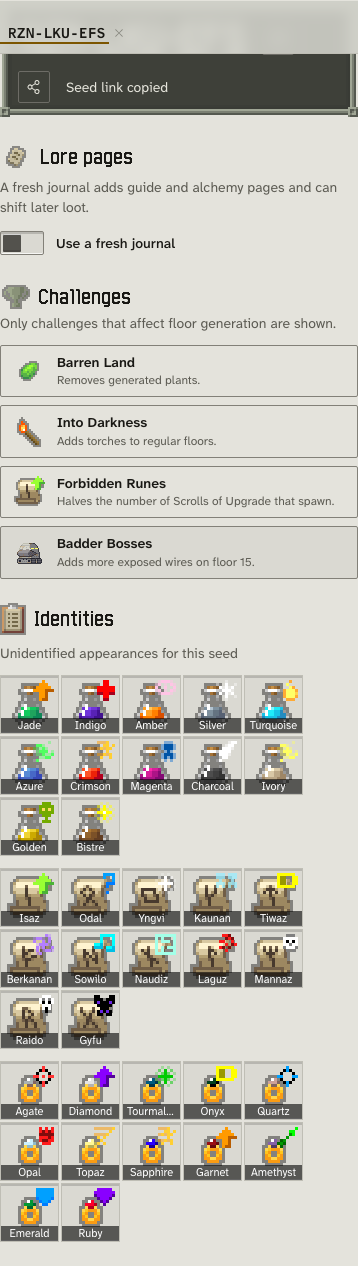 RZN-LKU-EFS ×
Seed link copied
Lore pages
A fresh journal adds guide and alchemy pages and can
shift later loot.
Use a fresh journal
Challenges
Only challenges that affect floor generation are shown.
Barren Land
Removes generated plants.
Into Darkness
Adds torches to regular floors.
Forbidden Runes
Halves the number of Scrolls of Upgrade that spawn.
Badder Bosses
Adds more exposed wires on floor 15.
Identities
Unidentified appearances for this seed
Jade Indigo Amber Silver Turquoise
Azure Crimson Magenta Charcoal Ivory
Golden Bistre
Isaz Odal Yngvi Kaunan Tiwaz
Berkanan Sowilo Naudiz Laguz Mannaz
Raido Gyfu
Agate Diamond Tourmal... Onyx Quartz
Opal Topaz Sapphire Garnet Amethyst
Emerald Ruby